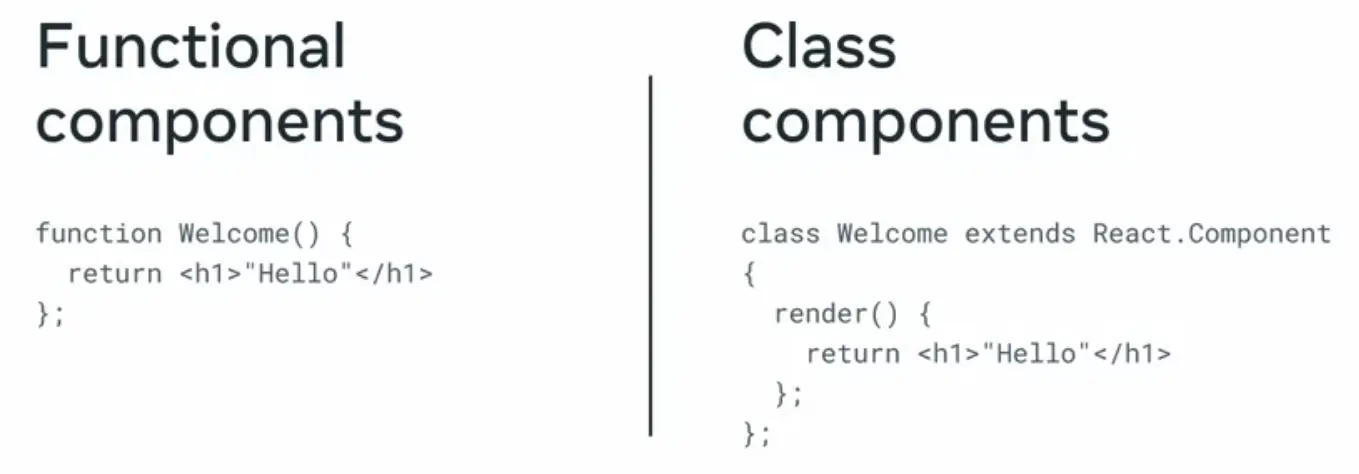 Functional
components
function Welcome() {
  return <h1>"Hello"</h1>
};
Class
components
class Welcome extends React.Component
{
  render() {
    return <h1>"Hello"</h1>
  };
};